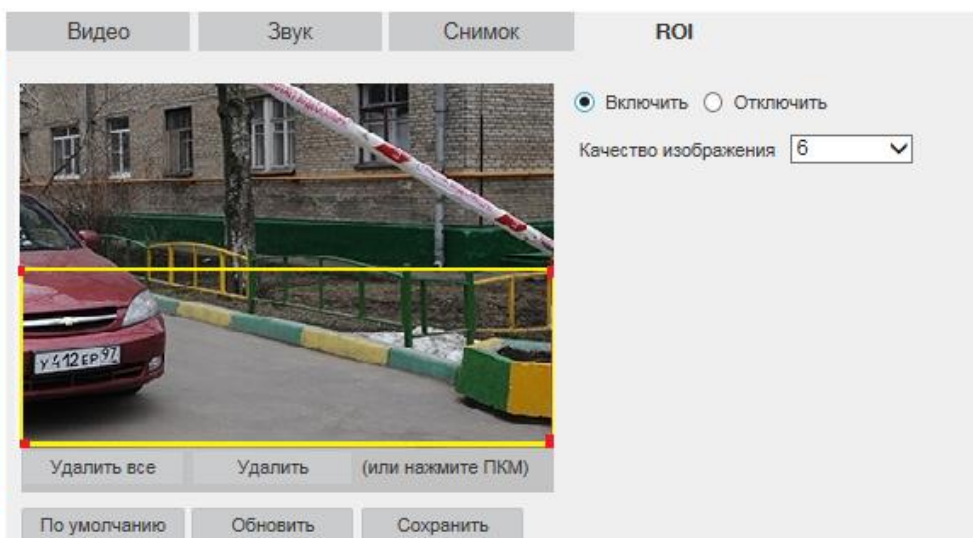 Видео Звук Снимок ROI
Включить Отключить
Качество изображения 6
У412ЕР97
Удалить все Удалить (или нажмите ПКМ)
По умолчанию Обновить Сохранить